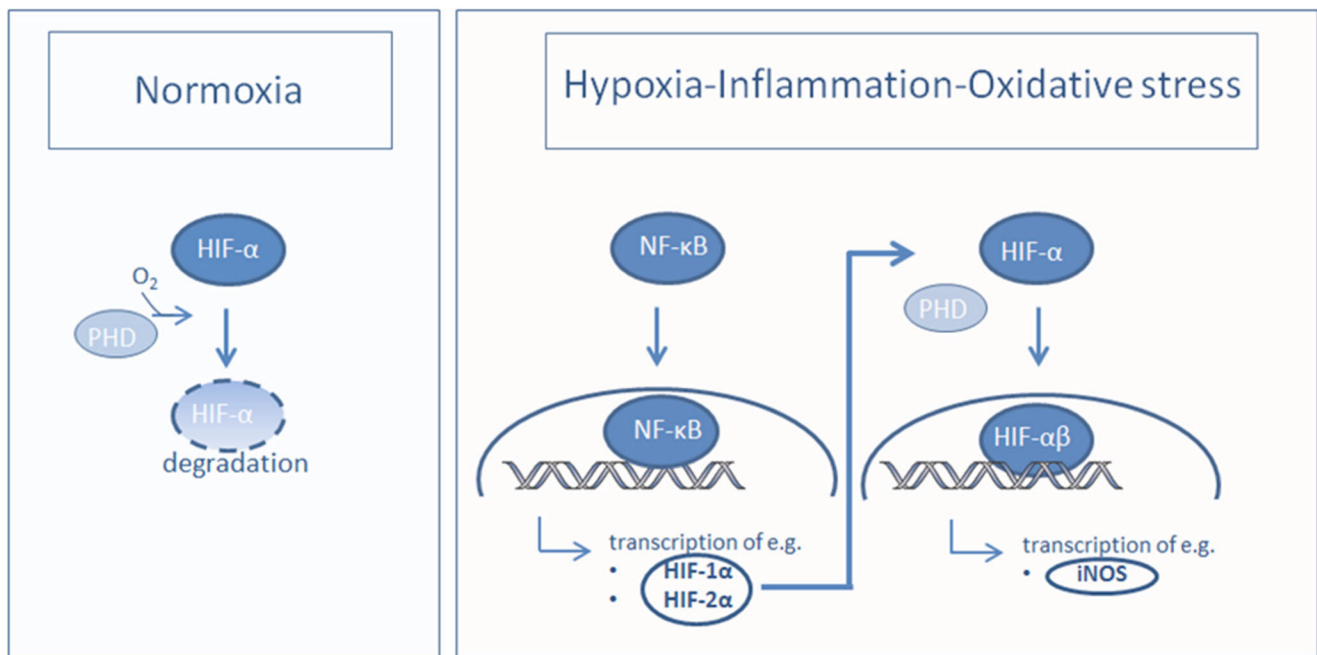 Normoxia
HIF-α
O₂
PHD
HIF-α
degradation
Hypoxia-Inflammation-Oxidative stress
NF-κB
NF-κB
transcription of e.g.
• HIF-1α
• HIF-2α
HIF-α
PHD
HIF-αβ
transcription of e.g.
• iNOS